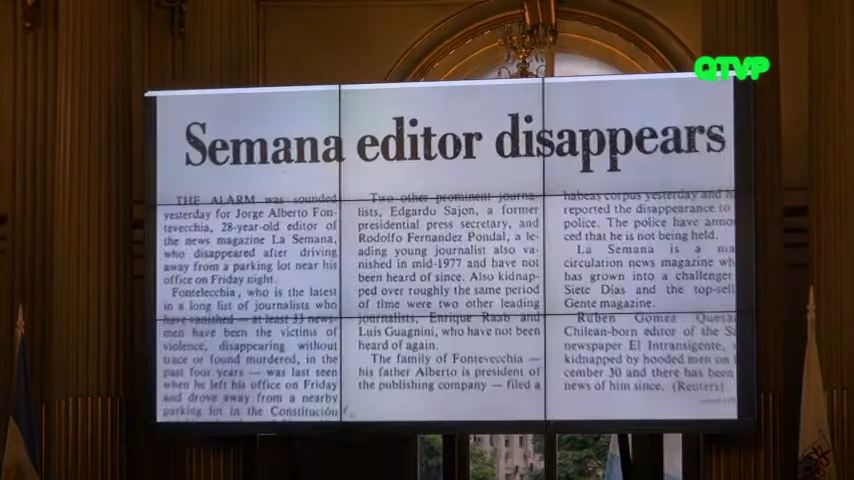 QTVP
Semana editor disappears
THE ALARM was sounded
yesterday for Jorge Alberto Fon-
tevecchia, 28-year-old editor of
the news magazine La Semana,
who disappeared after driving
away from a parking lot near his
office on Friday night.
Fontelecchia, who is the latest
in a long list of journalists who
have vanished — at least 33 news-
men have been the victims of
violence, disappearing without
trace or found murdered, in the
past four years — was last seen
when he left his office on Friday
and drove away from a nearby
parking lot in the Constitución
Two other prominent journa-
lists, Edgardo Sajon, a former
presidential press secretary, and
Rodolfo Fernandez Pondal, a le-
ading young journalist also va-
nished in mid-1977 and have not
been heard of since. Also kidnap-
ped over roughly the same period
of time were two other leading
journalists, Enrique Raab and
Luis Guagnini, who have not been
heard of again.
The family of Fontevecchia —
his father Alberto is president of
the publishing company — filed a
habeas corpus yesterday and
reported the disappearance to
police. The police have
ced that he is not being held.
La Semana is a
circulation news magazine
has grown into a challenger
Siete Dias and the top-sell
Gente magazine.
Ruben Gomez
Chilean-born editor of the
newspaper El Intransigente,
kidnapped by hooded men on
cember 30 and there has been
news of him since. (Reuter)